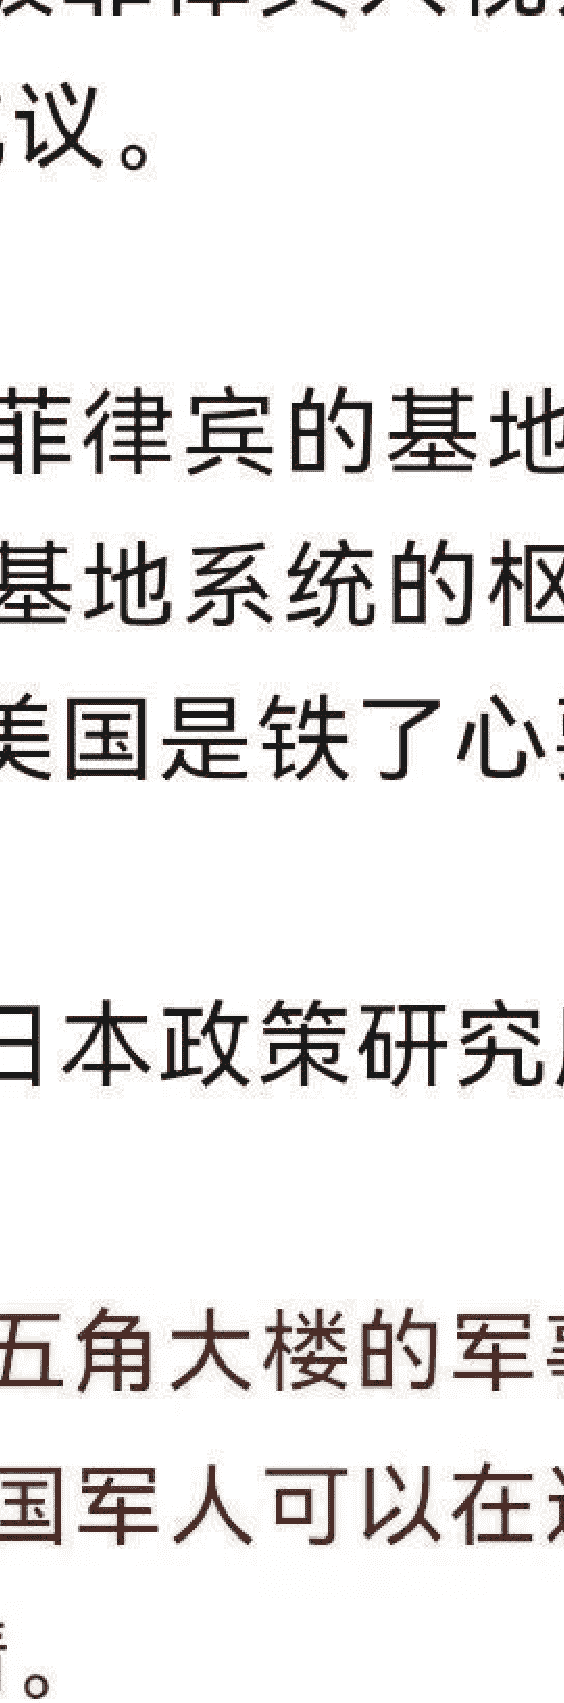 议。
菲律宾的基地
基地系统的枢
美国是铁了心
日本政策研究
五角大楼的军
国军人可以在
。